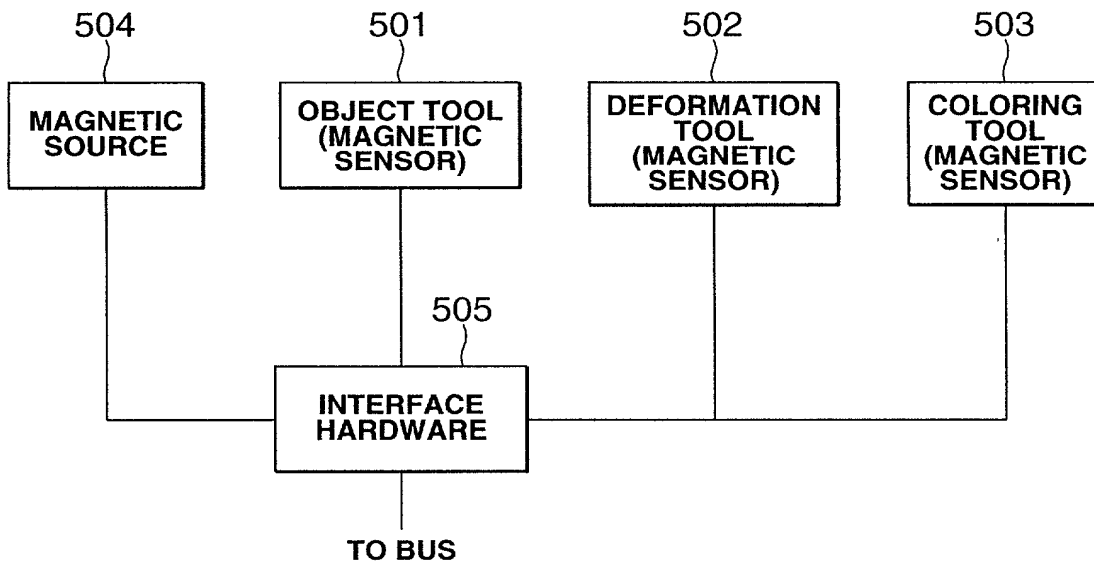 504
501
502
503
MAGNETIC
SOURCE
OBJECT TOOL
(MAGNETIC
SENSOR)
DEFORMATION
TOOL
(MAGNETIC
SENSOR)
COLORING
TOOL
(MAGNETIC
SENSOR)
505
INTERFACE
HARDWARE
TO BUS